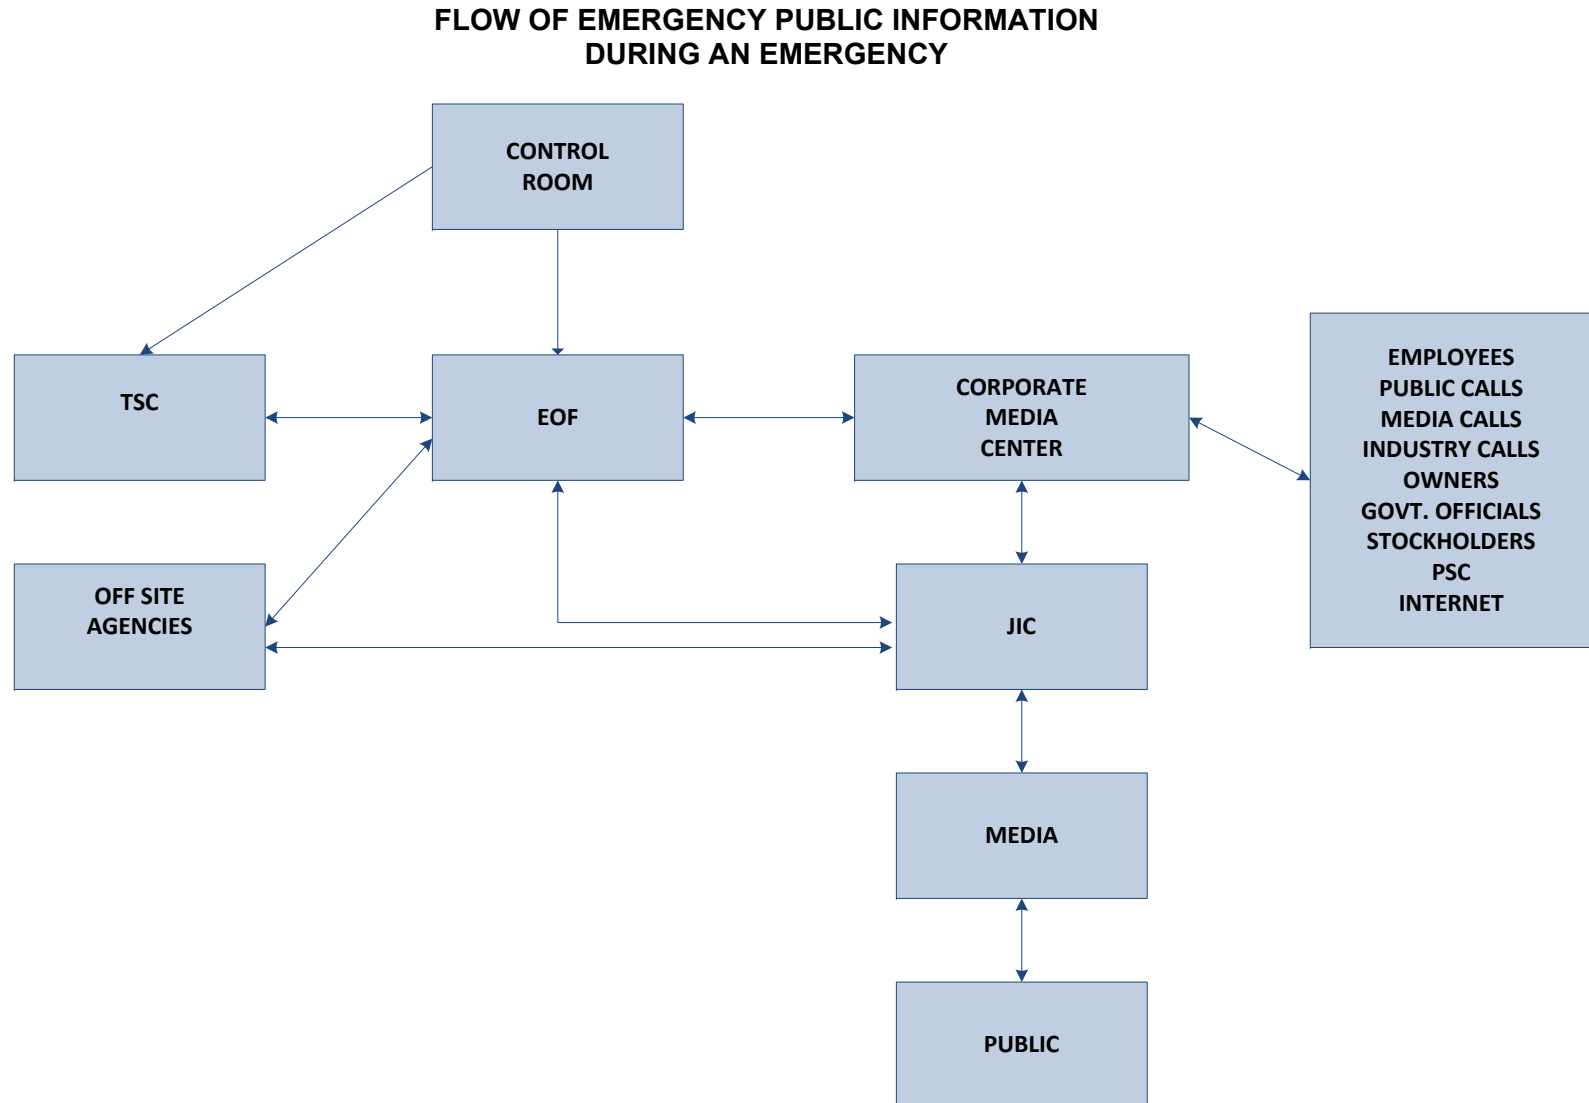 FLOW OF EMERGENCY PUBLIC INFORMATION
DURING AN EMERGENCY
CONTROL
ROOM
TSC
EOF
CORPORATE
MEDIA
CENTER
EMPLOYEES
PUBLIC CALLS
MEDIA CALLS
INDUSTRY CALLS
OWNERS
GOVT. OFFICIALS
STOCKHOLDERS
PSC
INTERNET
OFF SITE
AGENCIES
JIC
MEDIA
PUBLIC